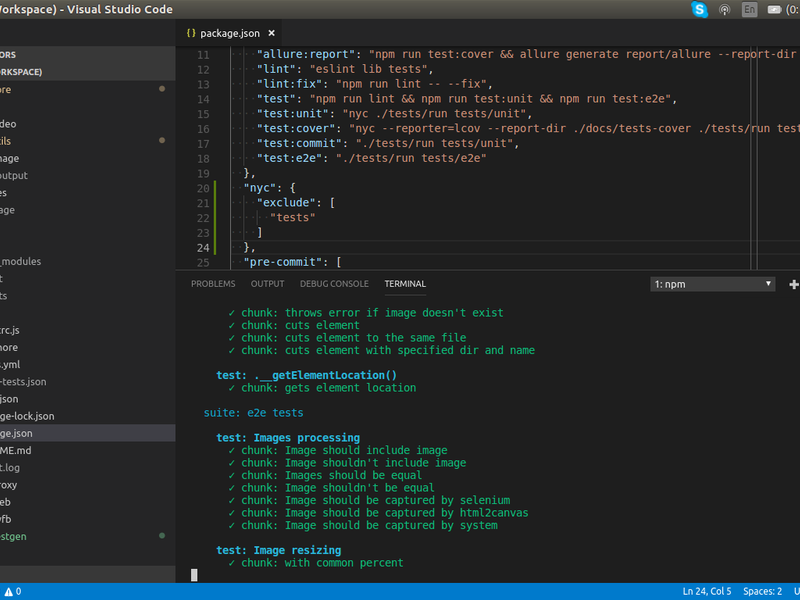 orkspace) - Visual Studio Code
En
(0:
{} package.json ×
ORS
RKSPACE)
ore
deo
ils
nage
output
es
age
_modules
t
ts
rc.js
nore
.yml
-tests.json
json
ge-lock.json
ge.json
ME.md
t.log
roxy
eb
vfb
estgen
11 "allure:report": "npm run test:cover && allure generate report/allure --report-dir
12 "lint": "eslint lib tests",
13 "lint:fix": "npm run lint -- --fix",
14 "test": "npm run lint && npm run test:unit && npm run test:e2e",
15 "test:unit": "nyc ./tests/run tests/unit",
16 "test:cover": "nyc --reporter=lcov --report-dir ./docs/tests-cover ./tests/run test
17 "test:commit": "./tests/run tests/unit",
18 "test:e2e": "./tests/run tests/e2e"
19 },
20 "nyc": {
21 "exclude": [
22 "tests"
23 ]
24 },
25 "pre-commit": [
PROBLEMS OUTPUT DEBUG CONSOLE TERMINAL 1: npm
✓ chunk: throws error if image doesn't exist
✓ chunk: cuts element
✓ chunk: cuts element to the same file
✓ chunk: cuts element with specified dir and name
test: .__getElementLocation()
✓ chunk: gets element location
suite: e2e tests
test: Images processing
✓ chunk: Image should include image
✓ chunk: Image shouldn't include image
✓ chunk: Images should be equal
✓ chunk: Image shouldn't be equal
✓ chunk: Image should be captured by selenium
✓ chunk: Image should be captured by html2canvas
✓ chunk: Image should be captured by system
test: Image resizing
✓ chunk: with common percent
0 Ln 24, Col 5 Spaces: 2 U